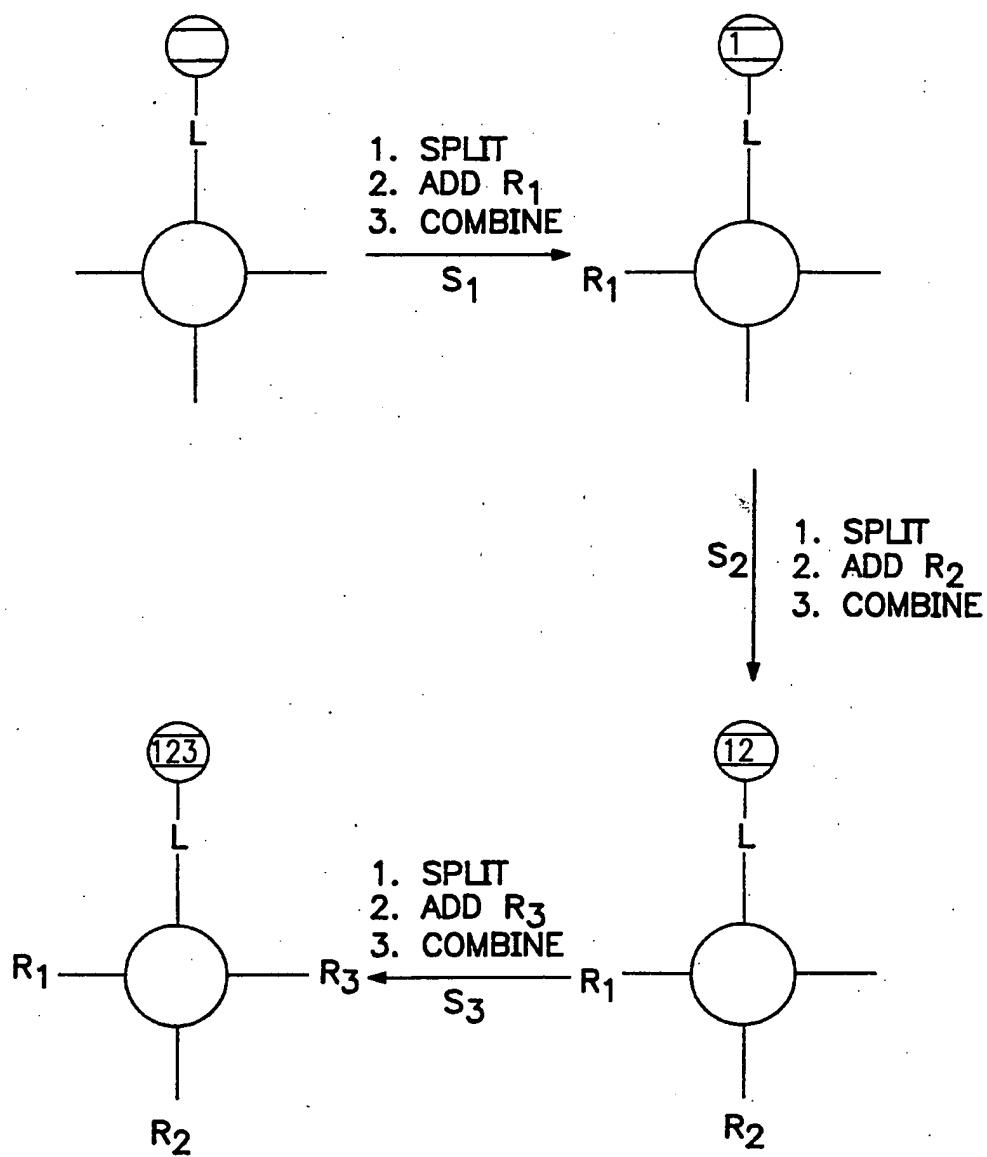 1
L
L
1. SPLIT
2. ADD R1
3. COMBINE
S1
R1
S2
1. SPLIT
2. ADD R2
3. COMBINE
123
12
L
L
1. SPLIT
2. ADD R3
3. COMBINE
S3
R1
R3
R1
R2
R2